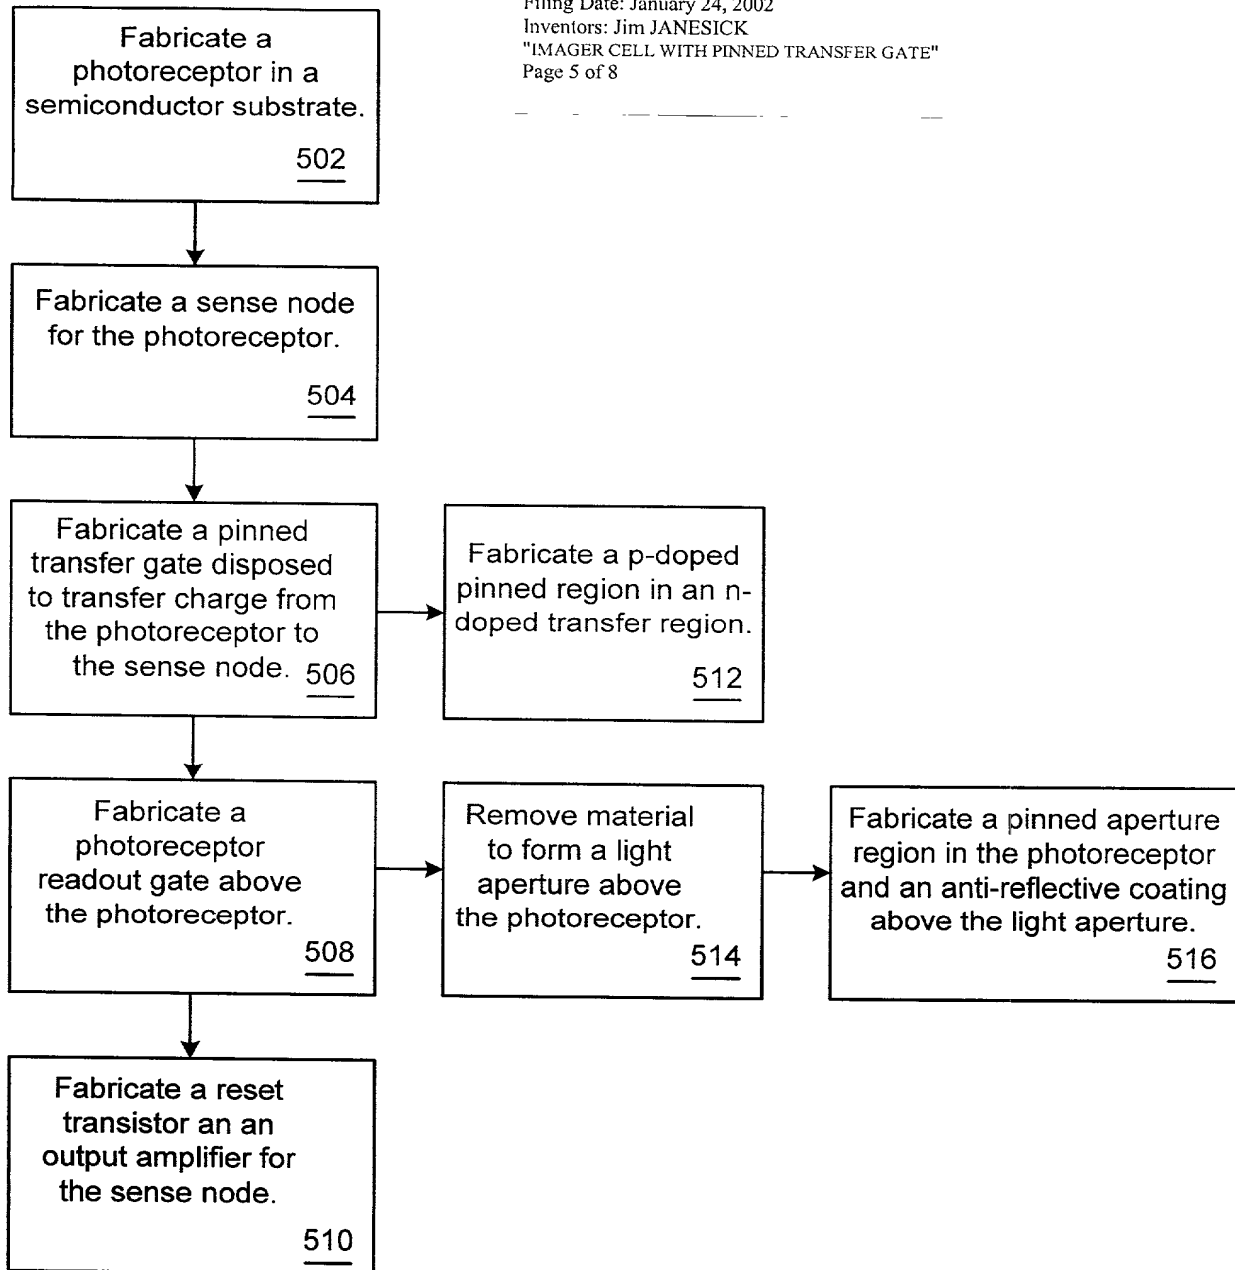 Filing Date: January 24, 2002
Inventors: Jim JANESICK
"IMAGER CELL WITH PINNED TRANSFER GATE"
Page 5 of 8
Fabricate a
photoreceptor in a
semiconductor substrate.
502
Fabricate a sense node
for the photoreceptor.
504
Fabricate a pinned
transfer gate disposed
to transfer charge from
the photoreceptor to
the sense node. 506
Fabricate a p-doped
pinned region in an n-
doped transfer region.
512
Fabricate a
photoreceptor
readout gate above
the photoreceptor.
508
Remove material
to form a light
aperture above
the photoreceptor.
514
Fabricate a pinned aperture
region in the photoreceptor
and an anti-reflective coating
above the light aperture.
516
Fabricate a reset
transistor an an
output amplifier for
the sense node.
510